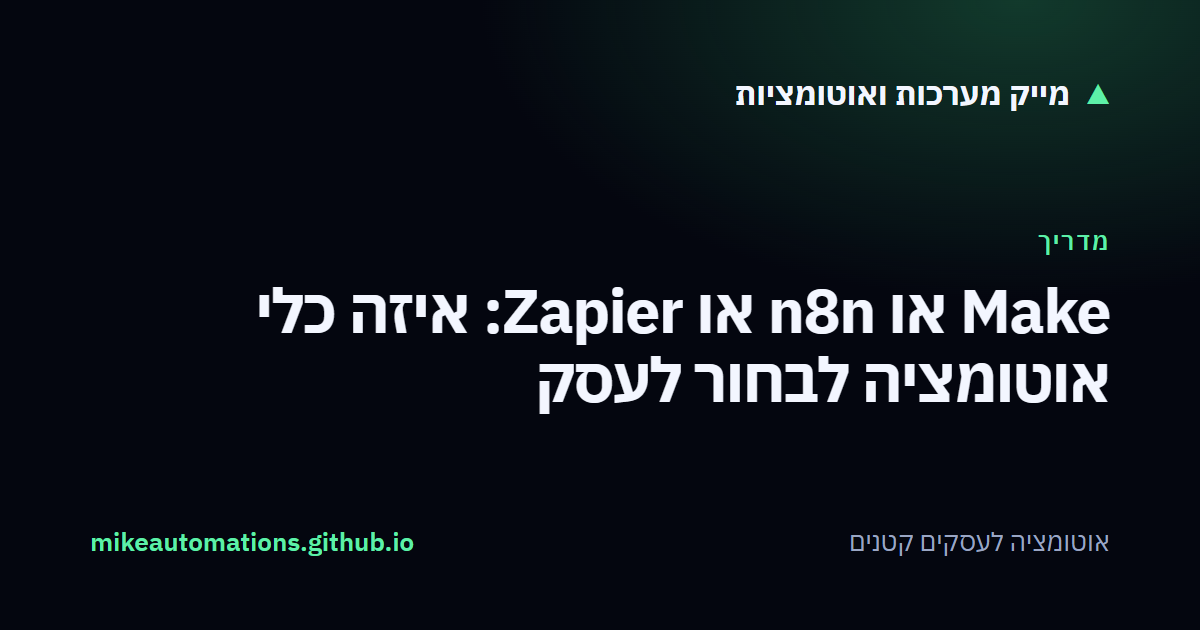 מייק מערכות ואוטומציות
מדריך
Make או n8n או Zapier: איזה כלי
אוטומציה לבחור לעסק
אוטומציה לעסקים קטנים
mikeautomations.github.io